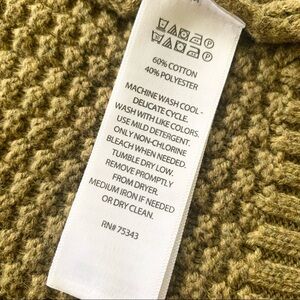 60% COTTON
40% POLYESTER
MACHINE WASH COOL -
DELICATE CYCLE.
WASH WITH LIKE COLORS.
USE MILD DETERGENT.
ONLY NON-CHLORINE
BLEACH WHEN NEEDED.
TUMBLE DRY LOW.
REMOVE PROMPTLY
FROM DRYER.
MEDIUM IRON IF NEEDED
OR DRY CLEAN.
RN# 75343